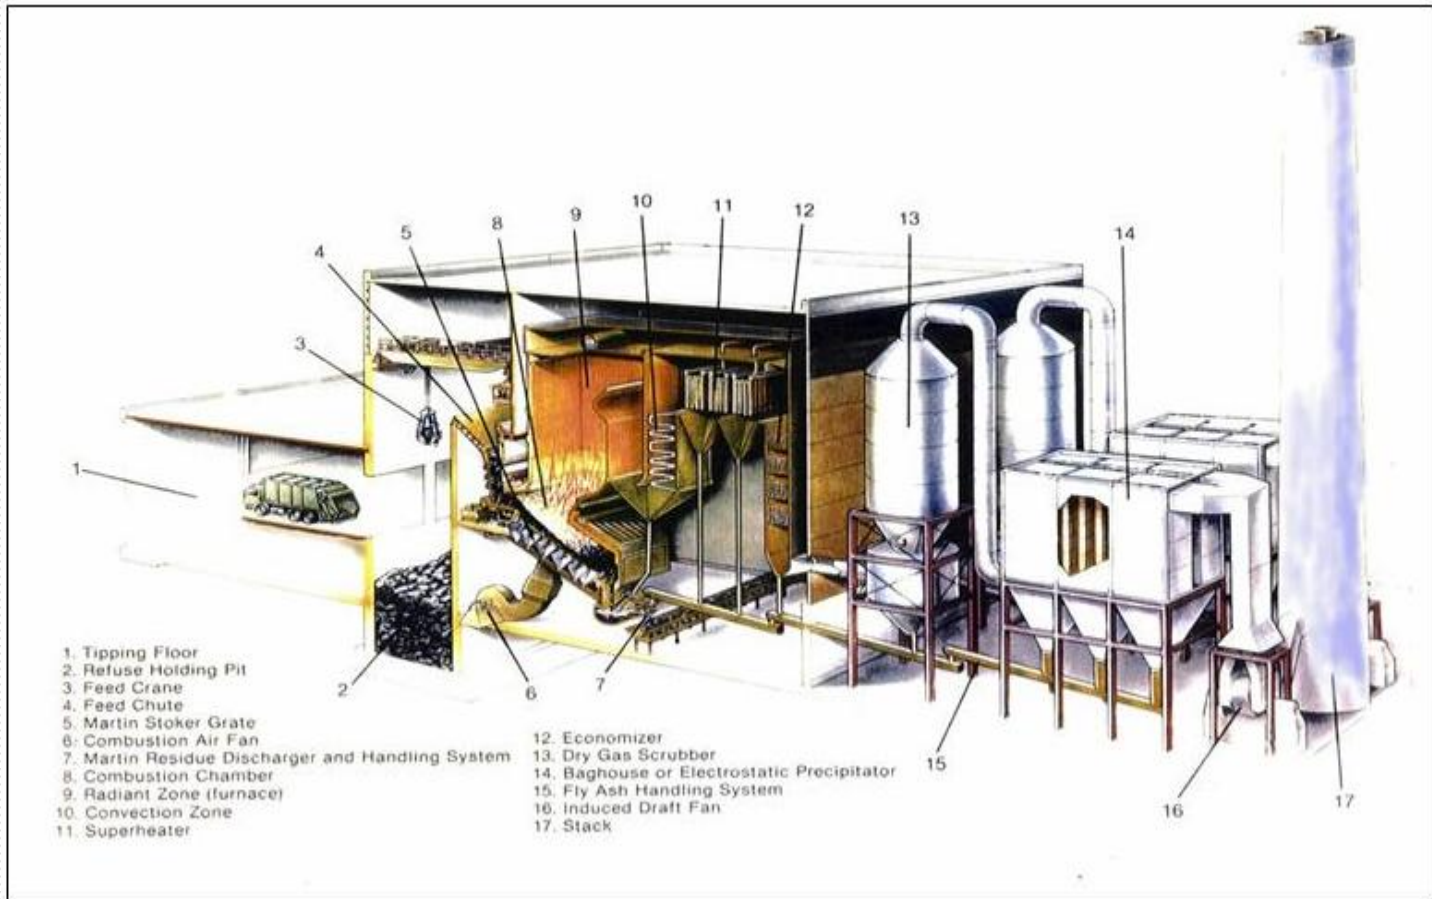 4
5
8
9
10
11
12
13
14
3
1
2
6
7
15
16
17
1. Tipping Floor
2. Refuse Holding Pit
3. Feed Crane
4. Feed Chute
5. Martin Stoker Grate
6. Combustion Air Fan
7. Martin Residue Discharger and Handling System
8. Combustion Chamber
9. Radiant Zone (furnace)
10. Convection Zone
11. Superheater
12. Economizer
13. Dry Gas Scrubber
14. Baghouse or Electrostatic Precipitator
15. Fly Ash Handling System
16. Induced Draft Fan
17. Stack